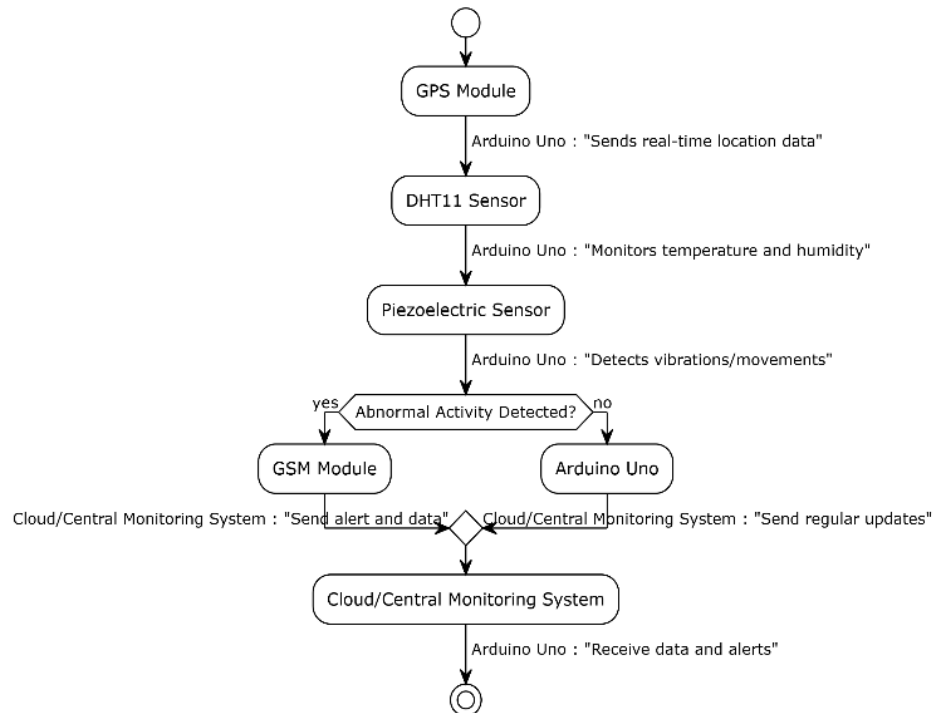 GPS Module
Arduino Uno : "Sends real-time location data"
DHT11 Sensor
Arduino Uno : "Monitors temperature and humidity"
Piezoelectric Sensor
Arduino Uno : "Detects vibrations/movements"
yes
Abnormal Activity Detected?
no
GSM Module
Arduino Uno
Cloud/Central Monitoring System : "Send alert and data"
Cloud/Central Monitoring System : "Send regular updates"
Cloud/Central Monitoring System
Arduino Uno : "Receive data and alerts"